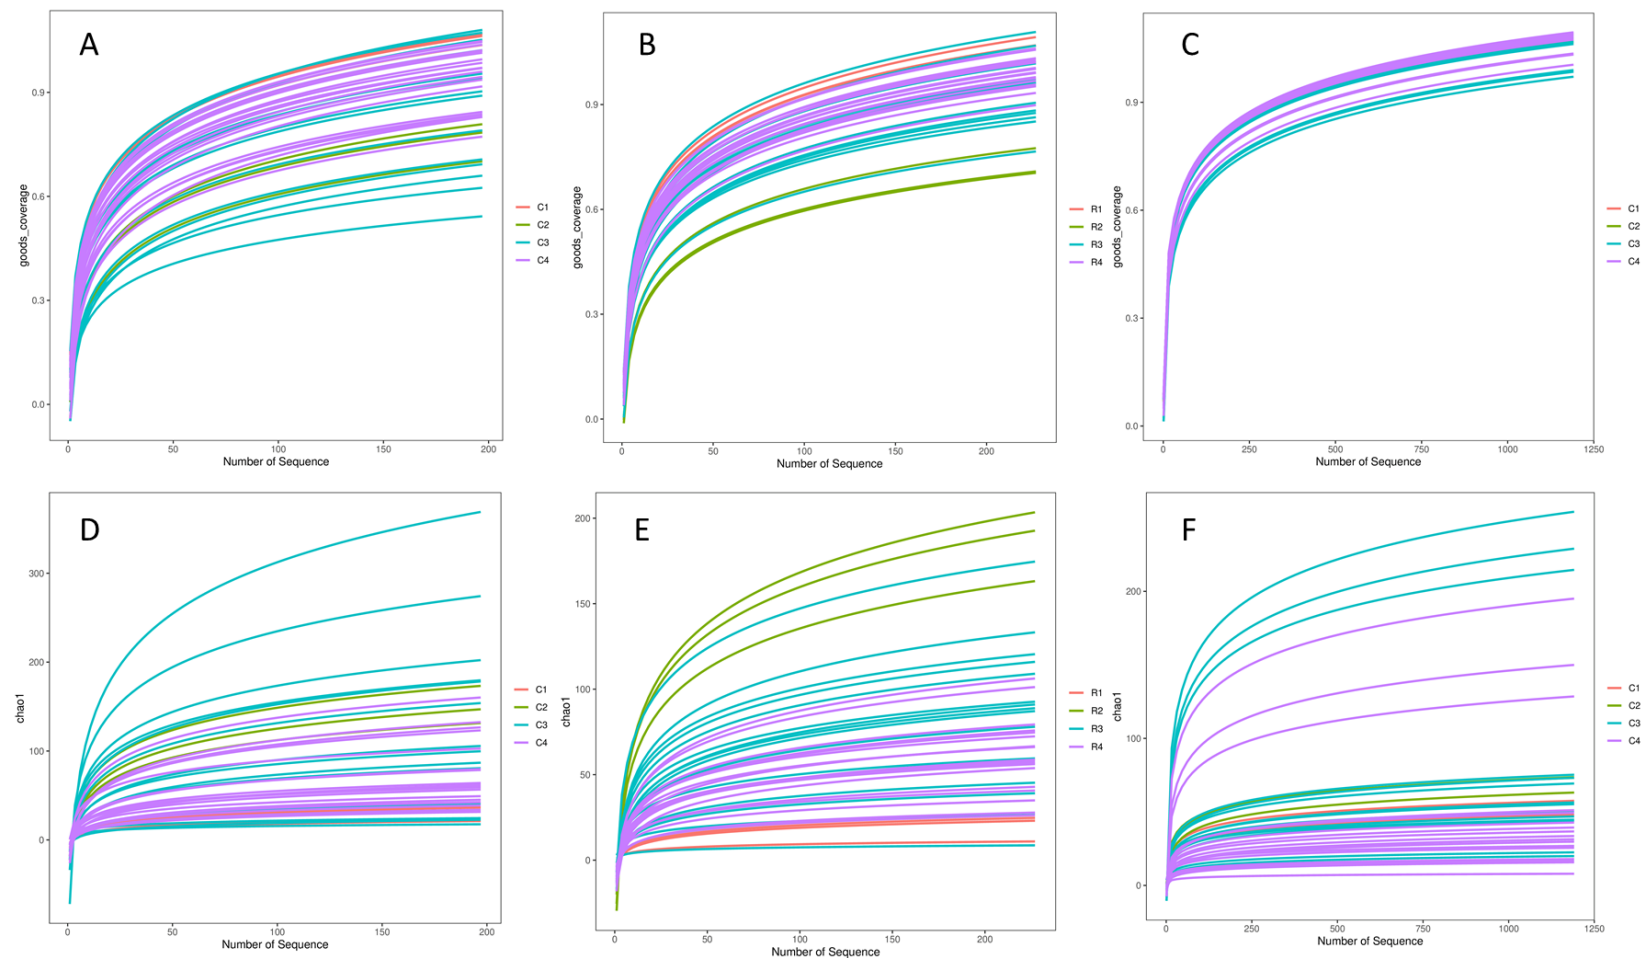 A
goods_coverage
0.9
0.6
0.3
0.0
0
50
100
150
200
Number of Sequence
C1
C2
C3
C4
B
goods_coverage
0.9
0.6
0.3
0.0
0
50
100
150
200
Number of Sequence
R1
R2
R3
R4
C
goods_coverage
0.9
0.6
0.3
0.0
0
250
500
750
1000
1250
Number of Sequence
C1
C2
C3
C4
D
chao1
300
200
100
0
0
50
100
150
200
Number of Sequence
C1
C2
C3
C4
E
chao1
200
150
100
50
0
0
50
100
150
200
Number of Sequence
R1
R2
R3
R4
F
chao1
200
100
0
0
250
500
750
1000
1250
Number of Sequence
C1
C2
C3
C4